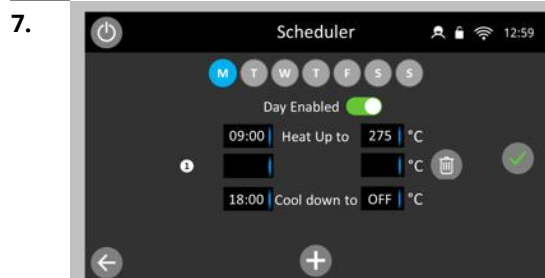 7.
Scheduler 12:59
M T W T F S S
Day Enabled
09:00 Heat Up to 275 °C
1 °C
18:00 Cool down to OFF °C